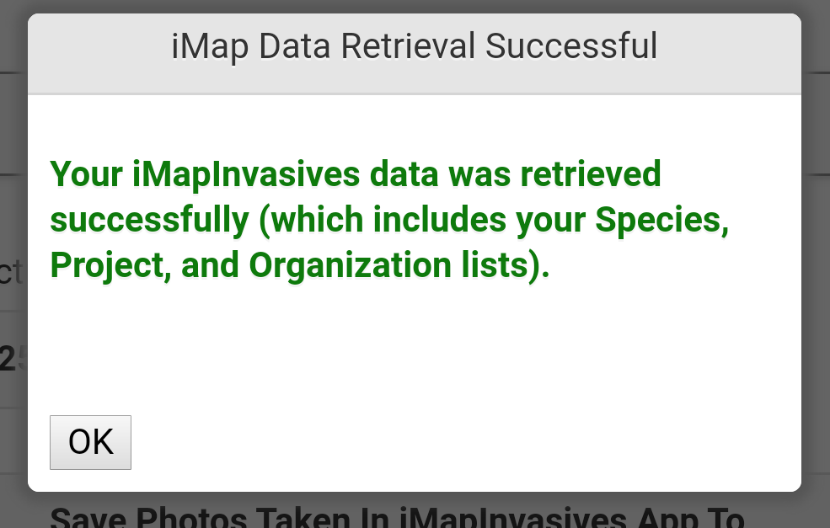 iMap Data Retrieval Successful
Your iMapInvasives data was retrieved
successfully (which includes your Species,
Project, and Organization lists).
ct
2
OK
Save Photos Taken In iMapInvasives App To